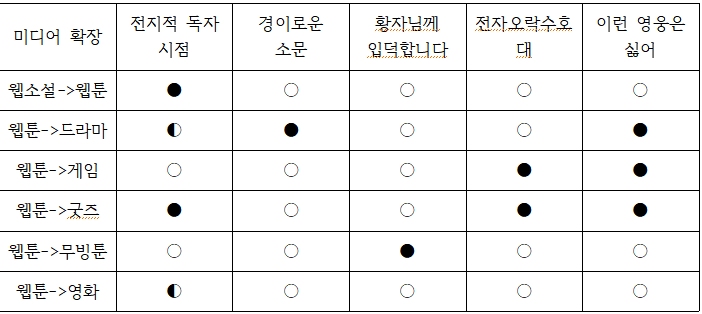 미디어 확장 전지적 독자 시점 경이로운 소문 황자님께 입덕합니다 전자오락수호대 이런 영웅은 싫어
웹소설->웹툰 ● ○ ○ ○ ○
웹툰->드라마 ◐ ● ○ ○ ●
웹툰->게임 ○ ○ ○ ● ●
웹툰->굿즈 ● ○ ○ ● ●
웹툰->무빙툰 ○ ○ ● ○ ○
웹툰->영화 ◐ ○ ○ ○ ○